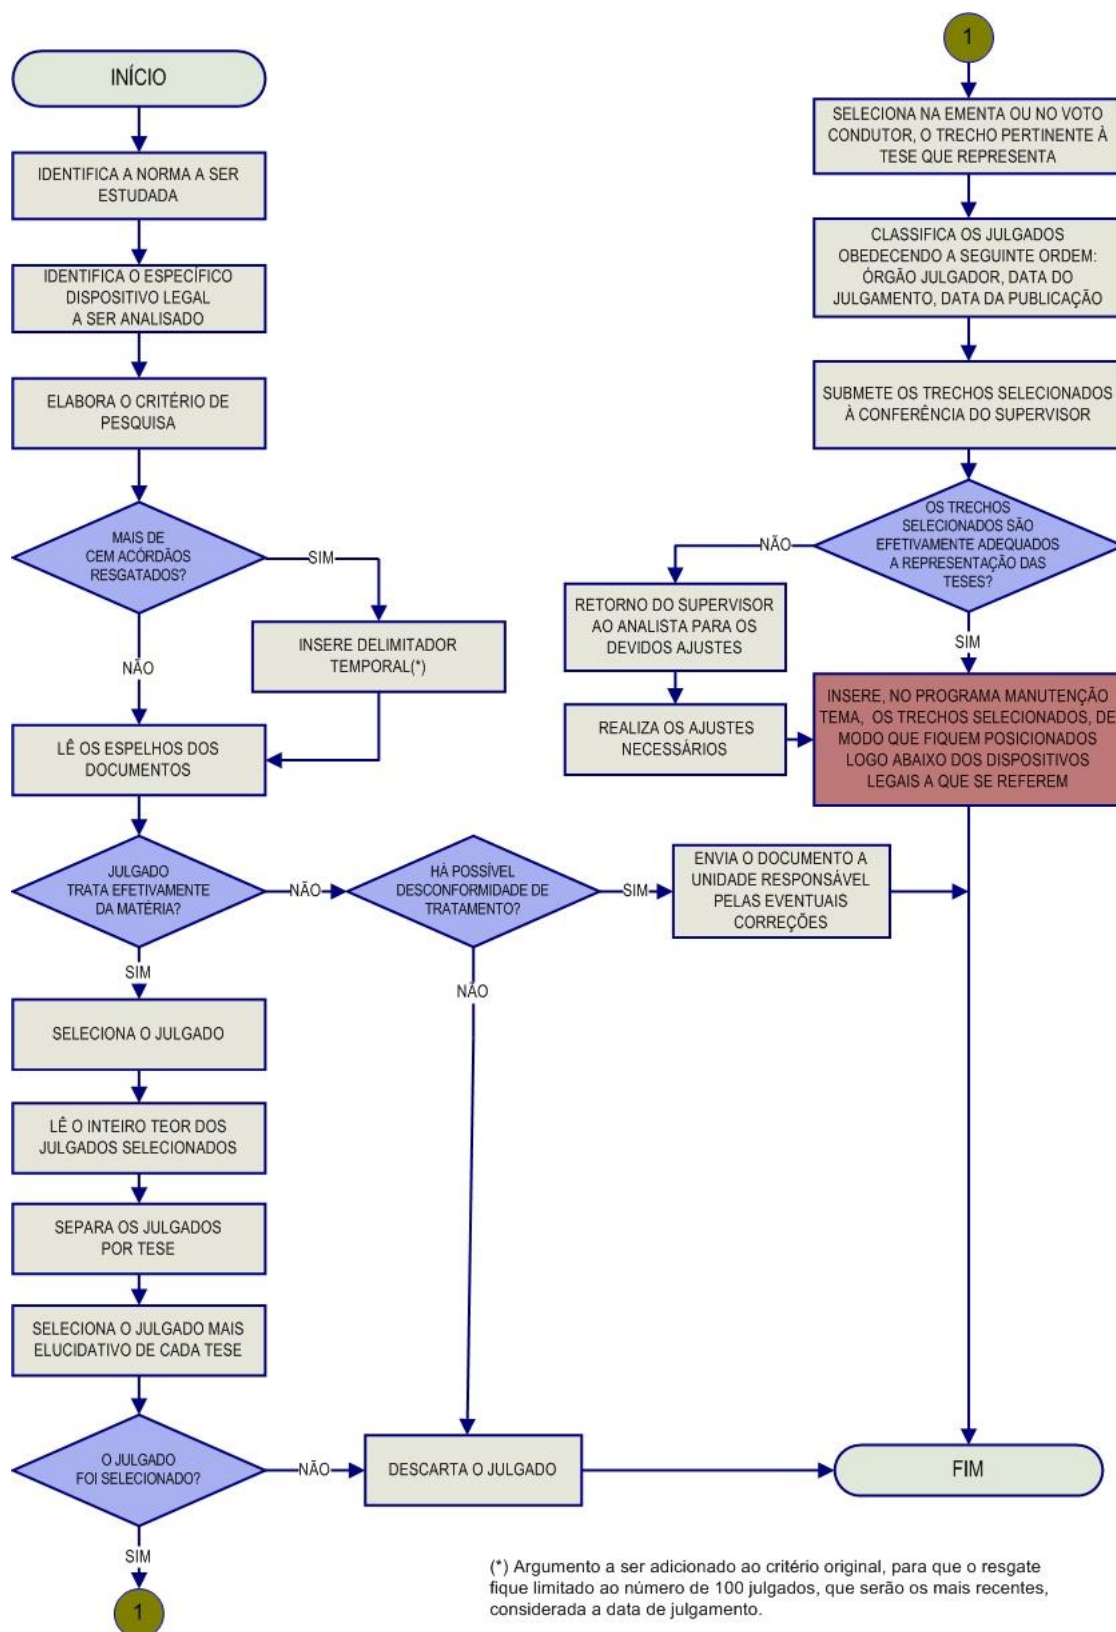 INÍCIO
IDENTIFICA A NORMA A SER
ESTUDADA
IDENTIFICA O ESPECÍFICO
DISPOSITIVO LEGAL
A SER ANALISADO
ELABORA O CRITÉRIO DE
PESQUISA
MAIS DE
CEM ACÓRDÃOS
RESGATADOS?
SIM
INSERE DELIMITADOR
TEMPORAL(*)
NÃO
LÊ OS ESPELHOS DOS
DOCUMENTOS
JULGADO
TRATA EFETIVAMENTE
DA MATÉRIA?
NÃO
HÁ POSSÍVEL
DESCONFORMIDADE DE
TRATAMENTO?
SIM
ENVIA O DOCUMENTO A
UNIDADE RESPONSÁVEL
PELAS EVENTUAIS
CORREÇÕES
NÃO
SIM
SELECIONA O JULGADO
LÊ O INTEIRO TEOR DOS
JULGADOS SELECIONADOS
SEPARA OS JULGADOS
POR TESE
SELECIONA O JULGADO MAIS
ELUCIDATIVO DE CADA TESE
O JULGADO
FOI SELECIONADO?
NÃO
DESCARTA O JULGADO
SIM
1
1
SELECIONA NA EMENTA OU NO VOTO
CONDUTOR, O TRECHO PERTINENTE À
TESE QUE REPRESENTA
CLASSIFICA OS JULGADOS
OBEDECENDO A SEGUINTE ORDEM:
ÓRGÃO JULGADOR, DATA DO
JULGAMENTO, DATA DA PUBLICAÇÃO
SUBMETE OS TRECHOS SELECIONADOS
À CONFERÊNCIA DO SUPERVISOR
OS TRECHOS
SELECIONADOS SÃO
EFETIVAMENTE ADEQUADOS
A REPRESENTAÇÃO DAS
TESES?
NÃO
RETORNO DO SUPERVISOR
AO ANALISTA PARA OS
DEVIDOS AJUSTES
REALIZA OS AJUSTES
NECESSÁRIOS
SIM
INSERE, NO PROGRAMA MANUTENÇÃO
TEMA, OS TRECHOS SELECIONADOS, DE
MODO QUE FIQUEM POSICIONADOS
LOGO ABAIXO DOS DISPOSITIVOS
LEGAIS A QUE SE REFEREM
FIM
(*) Argumento a ser adicionado ao critério original, para que o resgate
fique limitado ao número de 100 julgados, que serão os mais recentes,
considerada a data de julgamento.